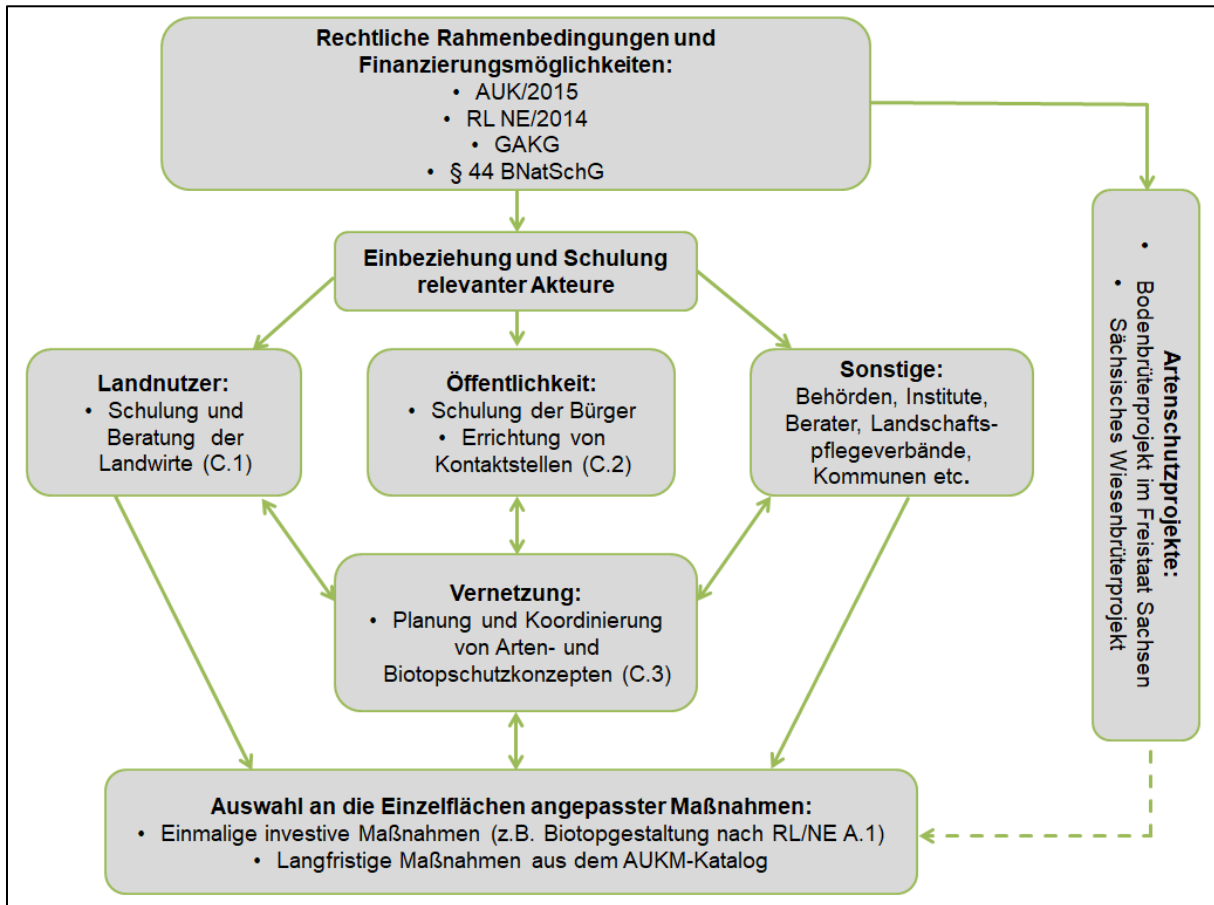 Rechtliche Rahmenbedingungen und
Finanzierungsmöglichkeiten:
• AUK/2015
• RL NE/2014
• GAKG
• § 44 BNatSchG
Einbeziehung und Schulung
relevanter Akteure
Landnutzer:
• Schulung und
Beratung der
Landwirte (C.1)
Öffentlichkeit:
• Schulung der Bürger
• Errichtung von
Kontaktstellen (C.2)
Sonstige:
Behörden, Institute,
Berater, Landschafts-
pflegeverbände,
Kommunen etc.
Vernetzung:
• Planung und Koordinierung
von Arten- und
Biotopschutzkonzepten (C.3)
Auswahl an die Einzelflächen angepasster Maßnahmen:
• Einmalige investive Maßnahmen (z.B. Biotopgestaltung nach RL/NE A.1)
• Langfristige Maßnahmen aus dem AUKM-Katalog
Artenschutzprojekte:
• Bodenbrüterprojekt im Freistaat Sachsen
• Sächsisches Wiesenbrüterprojekt